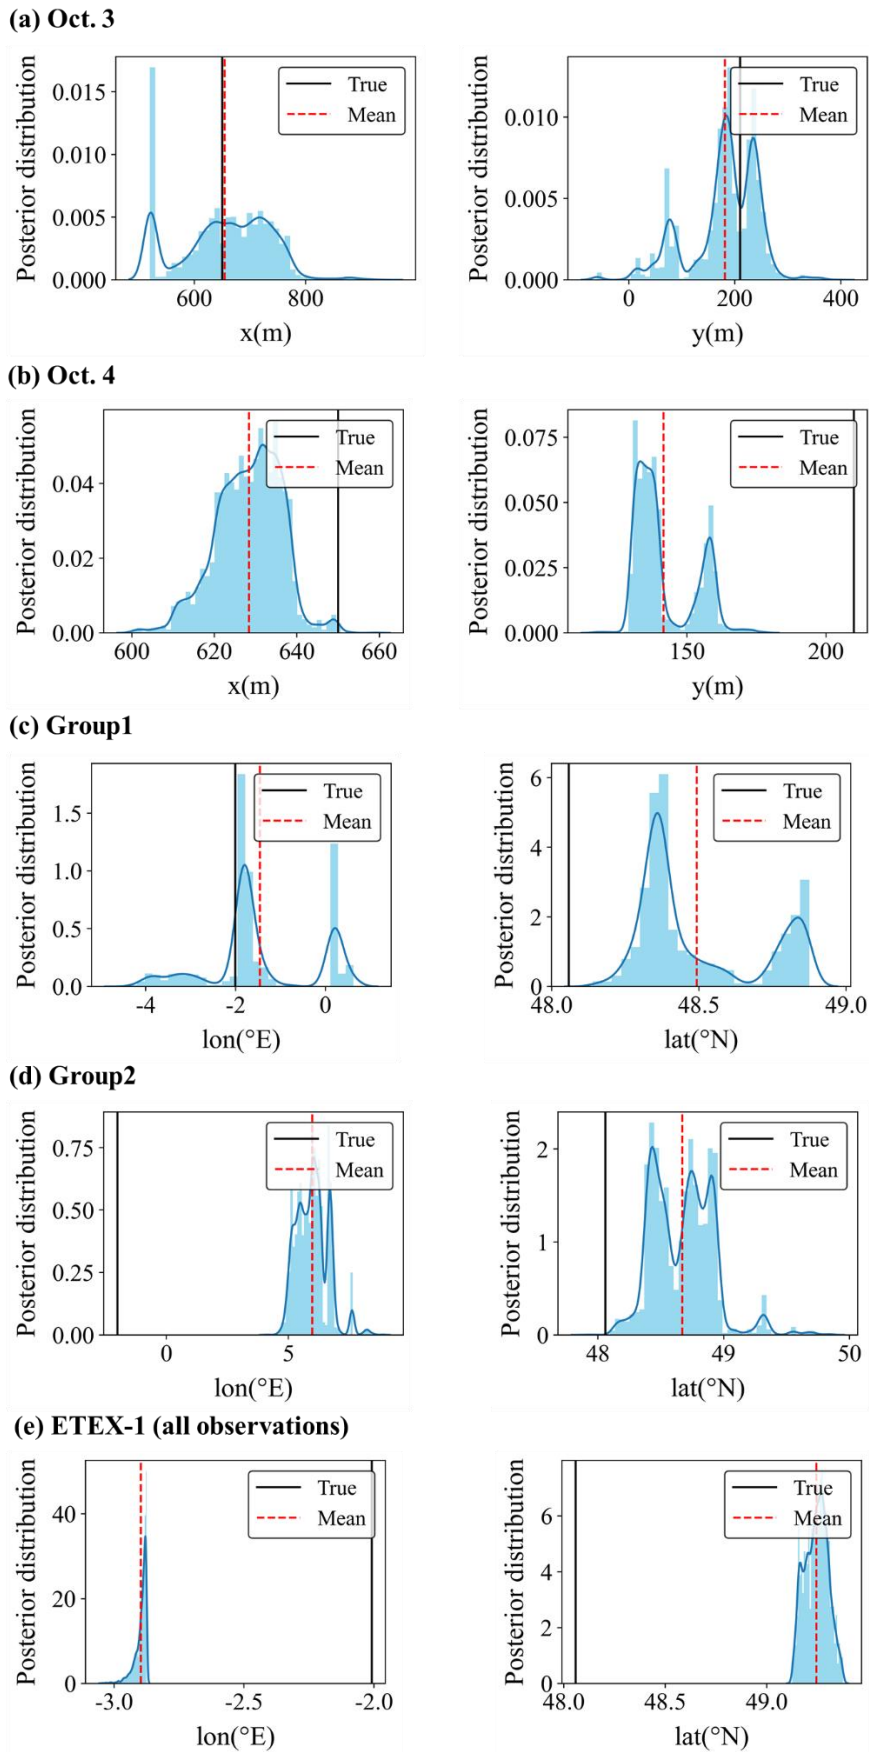 (a) Oct. 3
Posterior distribution
0.015
0.010
0.005
0.000
600 800
x(m)
True
Mean
Posterior distribution
0.010
0.005
0.000
0 200 400
y(m)
True
Mean
(b) Oct. 4
Posterior distribution
0.04
0.02
0.00
600 620 640 660
x(m)
True
Mean
Posterior distribution
0.075
0.050
0.025
0.000
150 200
y(m)
True
Mean
(c) Group1
Posterior distribution
1.5
1.0
0.5
0.0
-4 -2 0
lon(°E)
True
Mean
Posterior distribution
6
4
2
0
48.0 48.5 49.0
lat(°N)
True
Mean
(d) Group2
Posterior distribution
0.75
0.50
0.25
0.00
0 5
lon(°E)
True
Mean
Posterior distribution
2
1
0
48 49 50
lat(°N)
True
Mean
(e) ETEX-1 (all observations)
Posterior distribution
40
20
0
-3.0 -2.5 -2.0
lon(°E)
True
Mean
Posterior distribution
6
4
2
0
48.0 48.5 49.0
lat(°N)
True
Mean